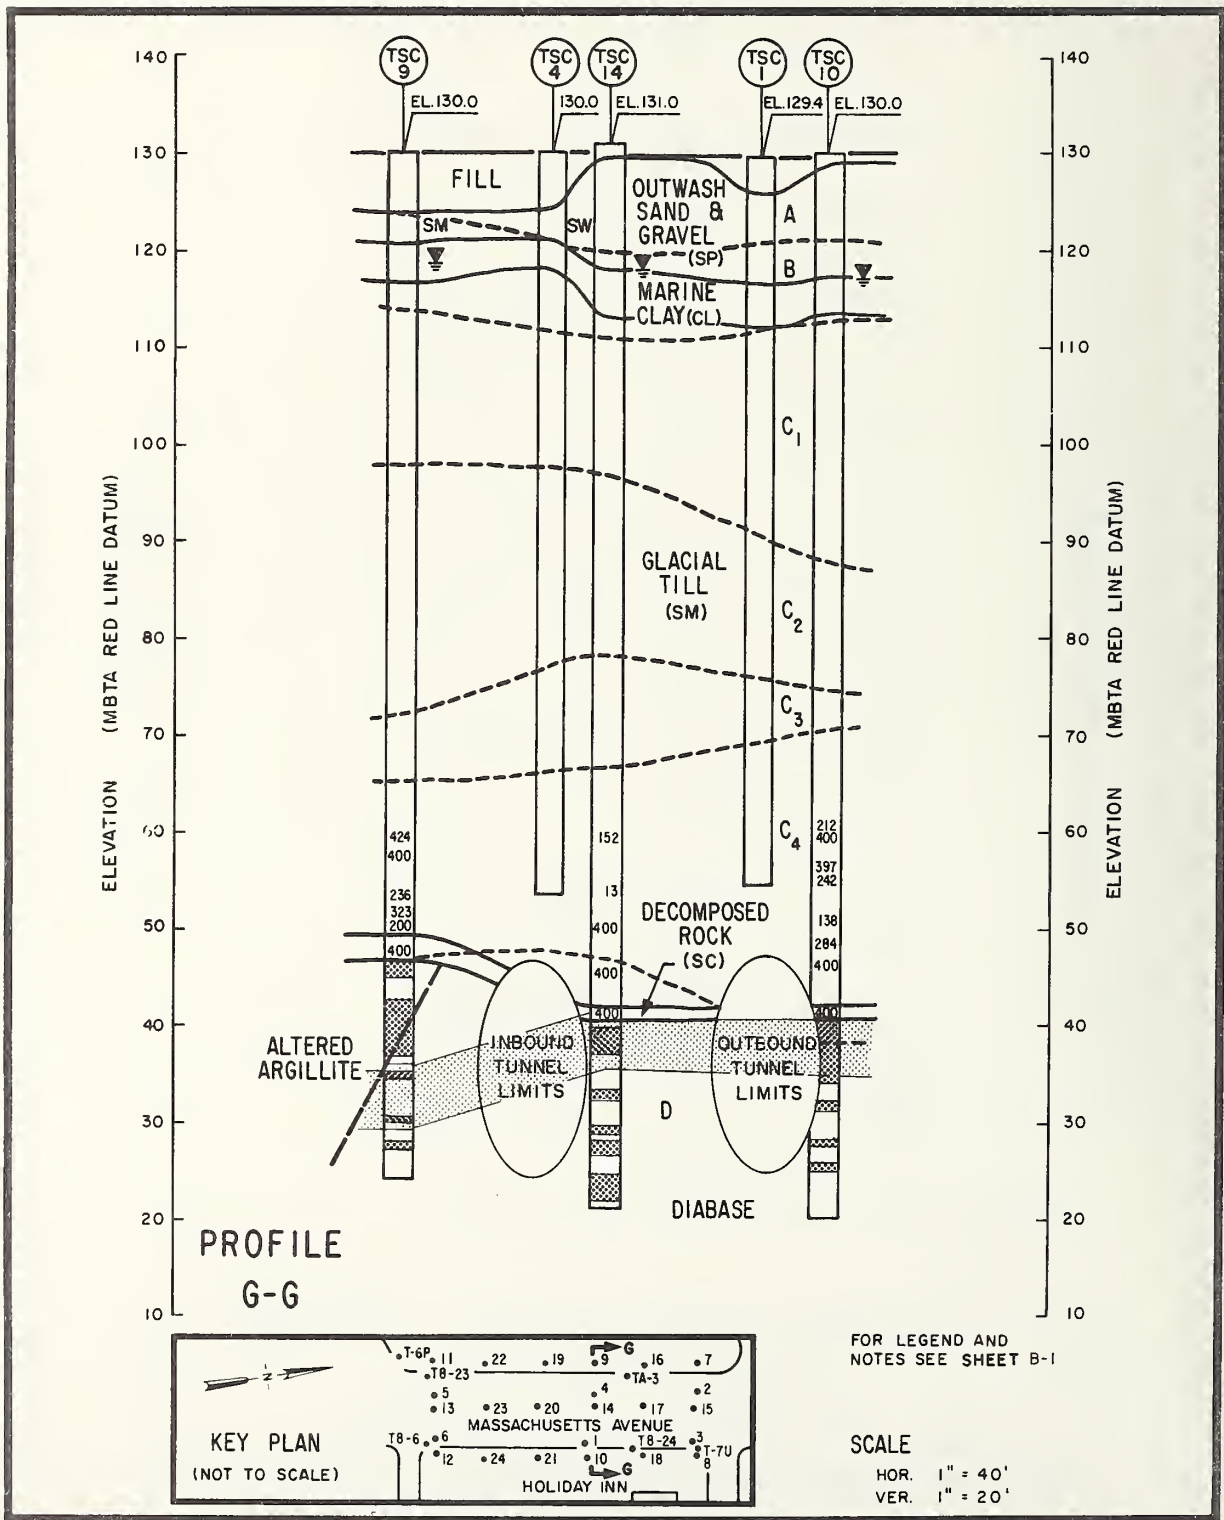 TSC 9
TSC 4
TSC 14
TSC 1
TSC 10
EL.130.0
130.0
EL.131.0
EL.129.4
EL.130.0
140
130
120
110
100
90
80
70
60
50
40
30
20
10
ELEVATION (MBTA RED LINE DATUM)
140
130
120
110
100
90
80
70
60
50
40
30
20
10
ELEVATION (MBTA RED LINE DATUM)
FILL
OUTWASH
SAND &
GRAVEL
(SP)
A
SM
SW
B
MARINE
CLAY (CL)
C1
GLACIAL
TILL
(SM)
C2
C3
C4
424
400
236
323
200
400
152
13
400
400
400
212
400
397
242
138
284
400
400
DECOMPOSED
ROCK
(SC)
ALTERED
ARGILLITE
INBOUND
TUNNEL
LIMITS
OUTBOUND
TUNNEL
LIMITS
D
DIABASE
PROFILE
G-G
FOR LEGEND AND
NOTES SEE SHEET B-1
SCALE
HOR. 1" = 40'
VER. 1" = 20'
Z
KEY PLAN
(NOT TO SCALE)
T-6P 11 22 19 9 G 16 7
T8-23 TA-3
5 4 2
13 23 20 14 17 15
MASSACHUSETTS AVENUE
T8-6 6 1 T8-24 3 T-7U
12 24 21 10 18 8
G
HOLIDAY INN